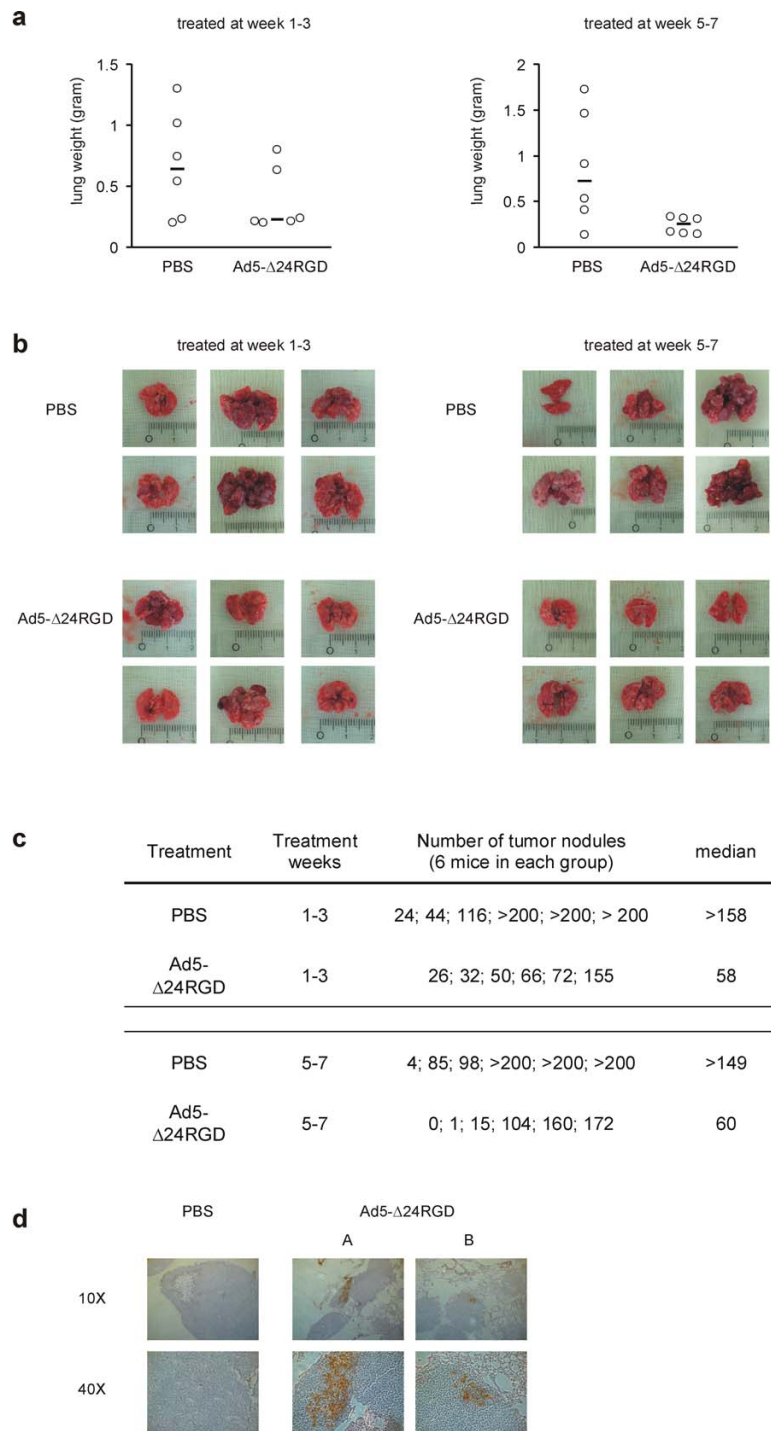 a
treated at week 1-3
treated at week 5-7
lung weight (gram)
1.5
1
0.5
0
PBS
Ad5-Δ24RGD
lung weight (gram)
2
1.5
1
0.5
0
PBS
Ad5-Δ24RGD
b
treated at week 1-3
treated at week 5-7
PBS
PBS
Ad5-Δ24RGD
Ad5-Δ24RGD
c
Treatment
Treatment
weeks
Number of tumor nodules
(6 mice in each group)
median
PBS
1-3
24; 44; 116; >200; >200; > 200
>158
Ad5-
Δ24RGD
1-3
26; 32; 50; 66; 72; 155
58
PBS
5-7
4; 85; 98; >200; >200; >200
>149
Ad5-
Δ24RGD
5-7
0; 1; 15; 104; 160; 172
60
d
PBS
Ad5-Δ24RGD
A
B
10X
40X